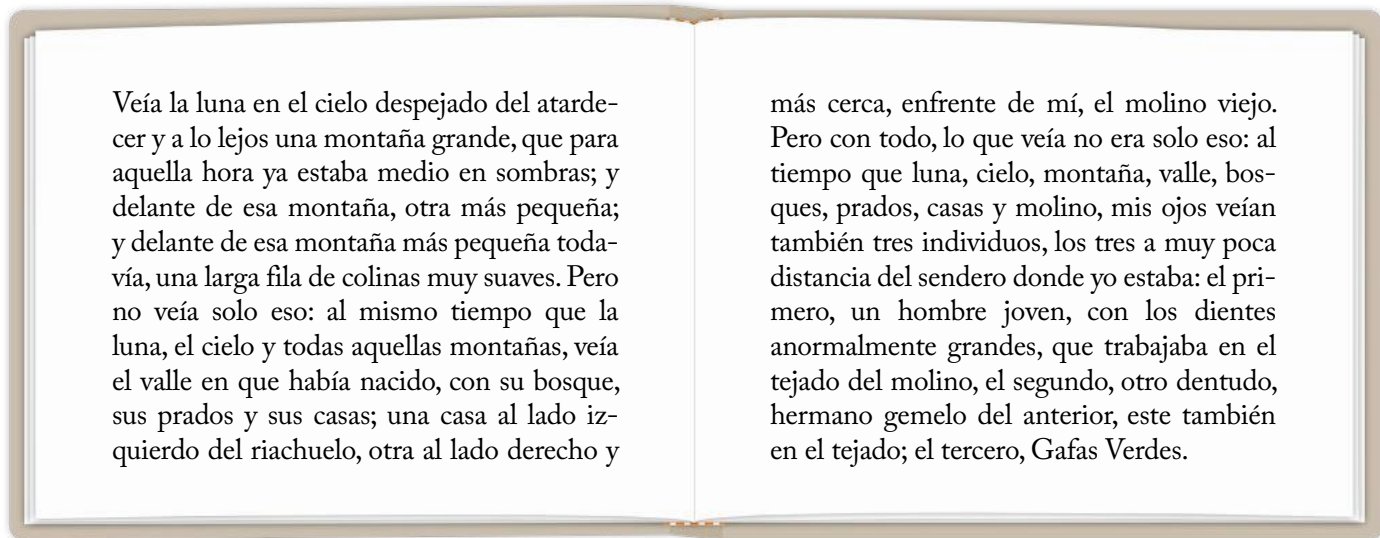 Veía la luna en el cielo despejado del atarde-
cer y a lo lejos una montaña grande, que para
aquella hora ya estaba medio en sombras; y
delante de esa montaña, otra más pequeña;
y delante de esa montaña más pequeña toda-
vía, una larga fila de colinas muy suaves. Pero
no veía solo eso: al mismo tiempo que la
luna, el cielo y todas aquellas montañas, veía
el valle en que había nacido, con su bosque,
sus prados y sus casas; una casa al lado iz-
quierdo del riachuelo, otra al lado derecho y
más cerca, enfrente de mí, el molino viejo.
Pero con todo, lo que veía no era solo eso: al
tiempo que luna, cielo, montaña, valle, bos-
ques, prados, casas y molino, mis ojos veían
también tres individuos, los tres a muy poca
distancia del sendero donde yo estaba: el pri-
mero, un hombre joven, con los dientes
anormalmente grandes, que trabajaba en el
tejado del molino, el segundo, otro dentudo,
hermano gemelo del anterior, este también
en el tejado; el tercero, Gafas Verdes.